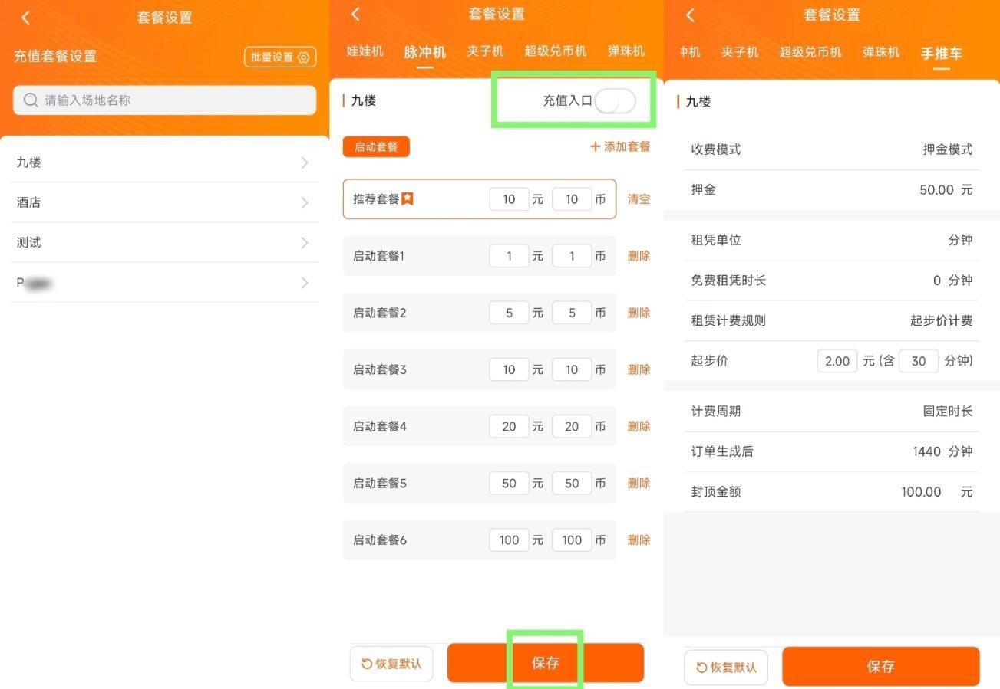 套餐设置
充值套餐设置 批量设置
请输入场地名称
九楼
酒店
测试
P
套餐设置
娃娃机 脉冲机 夹子机 超级兑币机 弹珠机
九楼 充值入口
启动套餐 +添加套餐
推荐套餐 10 元 10 币 清空
启动套餐1 1 元 1 币 删除
启动套餐2 5 元 5 币 删除
启动套餐3 10 元 10 币 删除
启动套餐4 20 元 20 币 删除
启动套餐5 50 元 50 币 删除
启动套餐6 100 元 100 币 删除
恢复默认 保存
套餐设置
冲机 夹子机 超级兑币机 弹珠机 手推车
九楼
收费模式 押金模式
押金 50.00 元
租凭单位 分钟
免费租凭时长 0 分钟
租赁计费规则 起步价计费
起步价 2.00 元 (含 30 分钟)
计费周期 固定时长
订单生成后 1440 分钟
封顶金额 100.00 元
恢复默认 保存